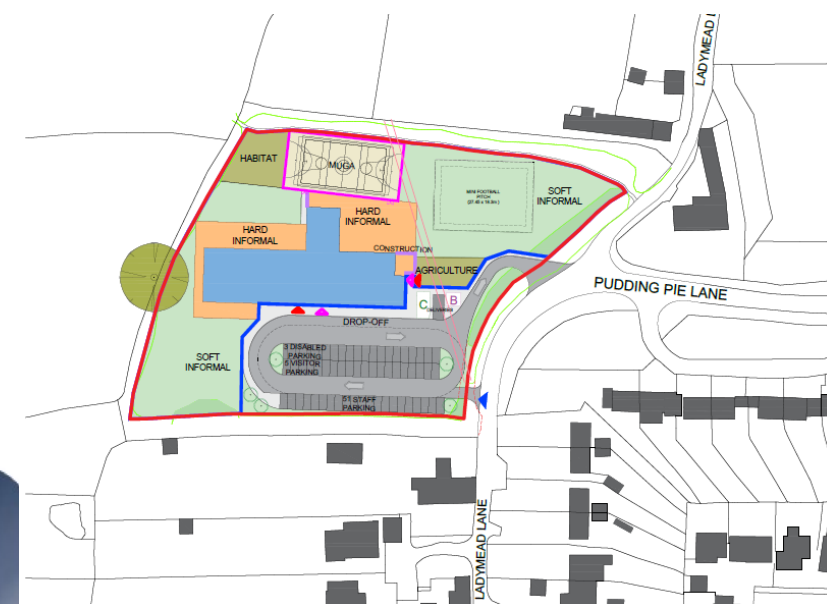 LADYMEAD L
HABITAT
MUGA
MINI FOOTBALL
PITCH
SOFT
INFORMAL
HARD
INFORMAL
HARD
INFORMAL
CONSTRUCTION
AGRICULTURE
PUDDING PIE LANE
C
B
DROP-OFF
3 DISABLED
PARKING
5 VISITOR
PARKING
SOFT
INFORMAL
51 STAFF
PARKING
LADYMEAD LANE